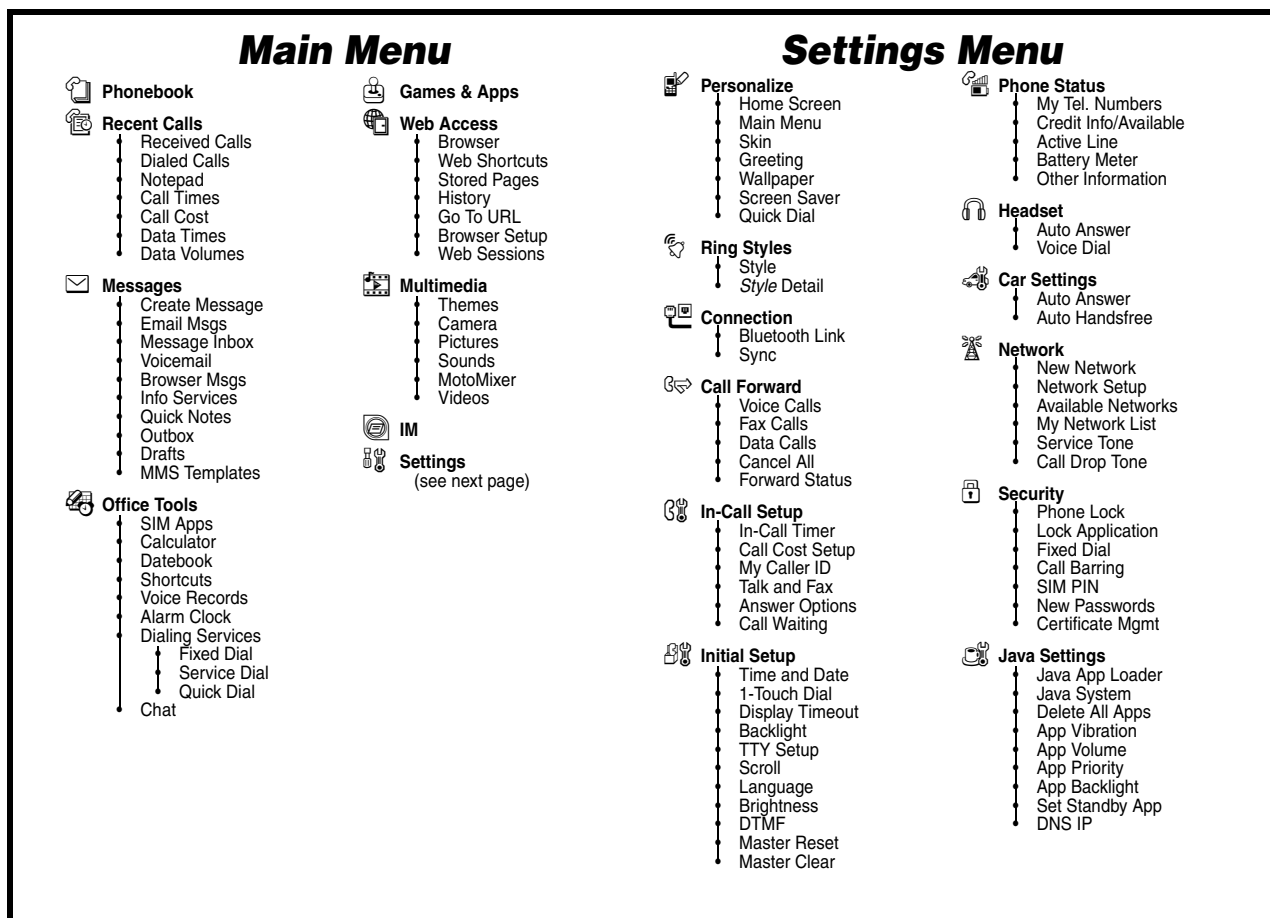 Main Menu
Phonebook
Recent Calls
Received Calls
Dialed Calls
Notepad
Call Times
Call Cost
Data Times
Data Volumes
Messages
Create Message
Email Msgs
Message Inbox
Voicemail
Browser Msgs
Info Services
Quick Notes
Outbox
Drafts
MMS Templates
Office Tools
SIM Apps
Calculator
Datebook
Shortcuts
Voice Records
Alarm Clock
Dialing Services
Fixed Dial
Service Dial
Quick Dial
Chat
Games & Apps
Web Access
Browser
Web Shortcuts
Stored Pages
History
Go To URL
Browser Setup
Web Sessions
Multimedia
Themes
Camera
Pictures
Sounds
MotoMixer
Videos
IM
Settings
(see next page)
Settings Menu
Personalize
Home Screen
Main Menu
Skin
Greeting
Wallpaper
Screen Saver
Quick Dial
Ring Styles
Style
Style Detail
Connection
Bluetooth Link
Sync
Call Forward
Voice Calls
Fax Calls
Data Calls
Cancel All
Forward Status
In-Call Setup
In-Call Timer
Call Cost Setup
My Caller ID
Talk and Fax
Answer Options
Call Waiting
Initial Setup
Time and Date
1-Touch Dial
Display Timeout
Backlight
TTY Setup
Scroll
Language
Brightness
DTMF
Master Reset
Master Clear
Phone Status
My Tel. Numbers
Credit Info/Available
Active Line
Battery Meter
Other Information
Headset
Auto Answer
Voice Dial
Car Settings
Auto Answer
Auto Handsfree
Network
New Network
Network Setup
Available Networks
My Network List
Service Tone
Call Drop Tone
Security
Phone Lock
Lock Application
Fixed Dial
Call Barring
SIM PIN
New Passwords
Certificate Mgmt
Java Settings
Java App Loader
Java System
Delete All Apps
App Vibration
App Volume
App Priority
App Backlight
Set Standby App
DNS IP